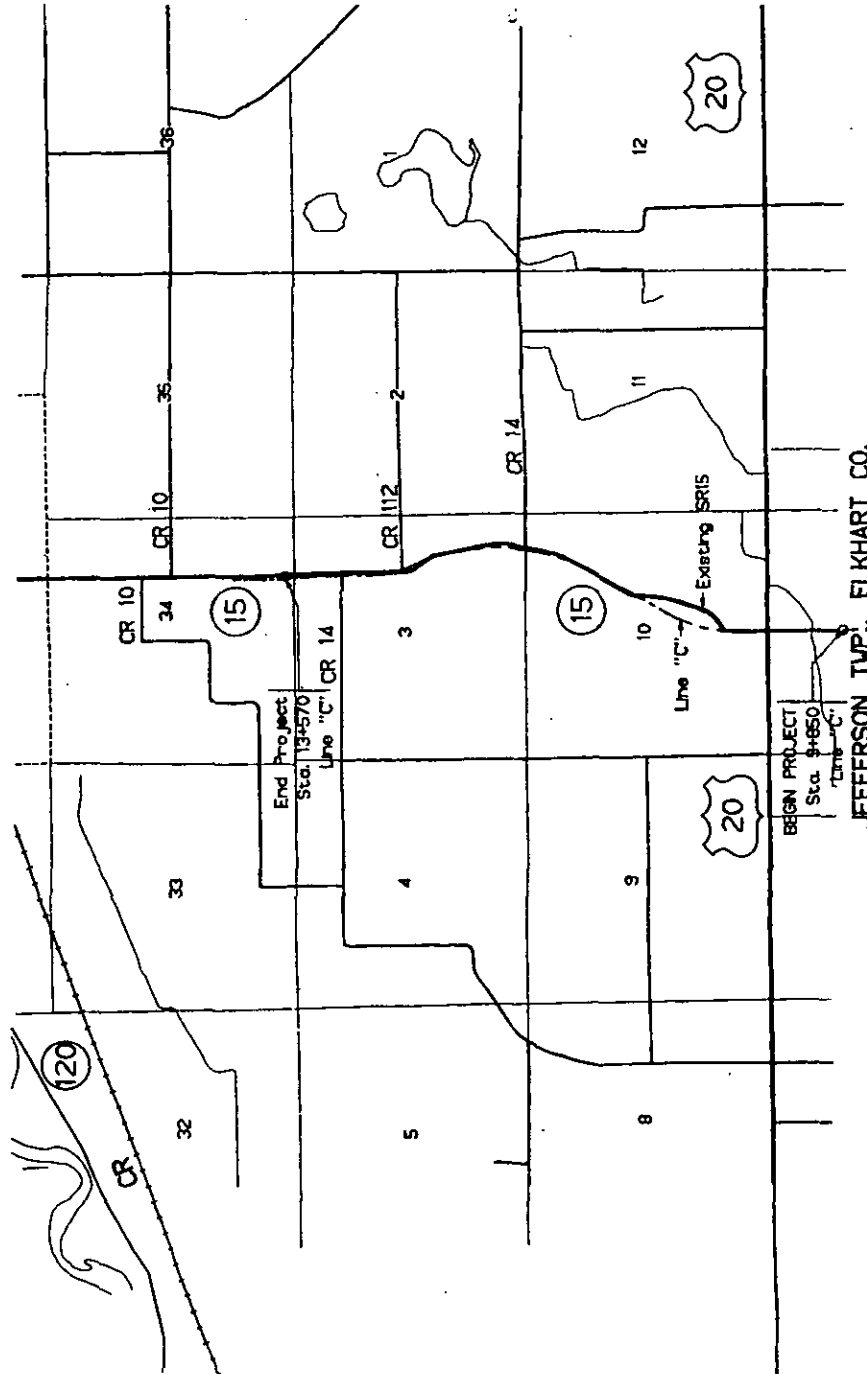 120
CR
36
35
CR 10
CR 10
34
33
32
15
End Project
Sta. 13+570
Line "C"
CR 14
CR 112
1
2
3
4
5
CR 14
15
Existing SR15
Line "C"
12
11
10
9
8
20
20
BEGIN PROJECT
Sta 9+850
Line "C"
JEFFERSON TWP., ELKHART CO.